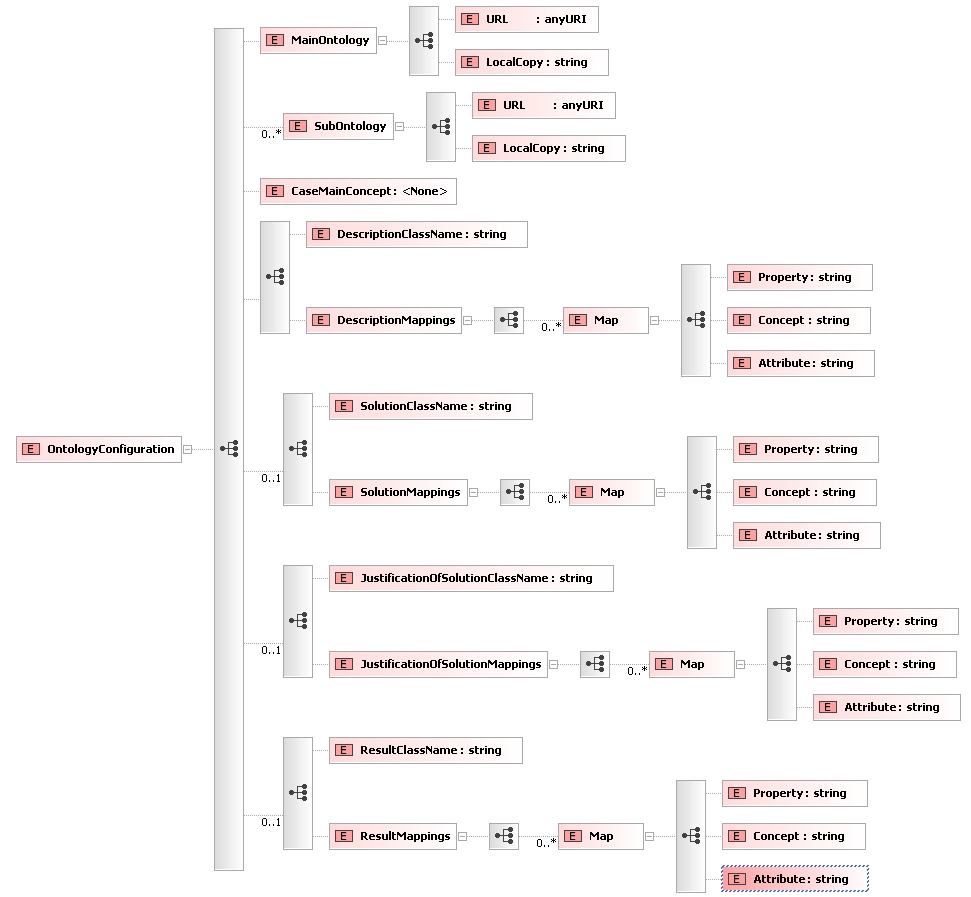 E MainOntology
E URL : anyURI
E LocalCopy : string
0..* E SubOntology
E URL : anyURI
E LocalCopy : string
E CaseMainConcept : <None>
E DescriptionClassName : string
E DescriptionMappings
0..* E Map
E Property : string
E Concept : string
E Attribute : string
E OntologyConfiguration
0..1
E SolutionClassName : string
E SolutionMappings
0..* E Map
E Property : string
E Concept : string
E Attribute : string
0..1
E JustificationOfSolutionClassName : string
E JustificationOfSolutionMappings
0..* E Map
E Property : string
E Concept : string
E Attribute : string
0..1
E ResultClassName : string
E ResultMappings
0..* E Map
E Property : string
E Concept : string
E Attribute : string